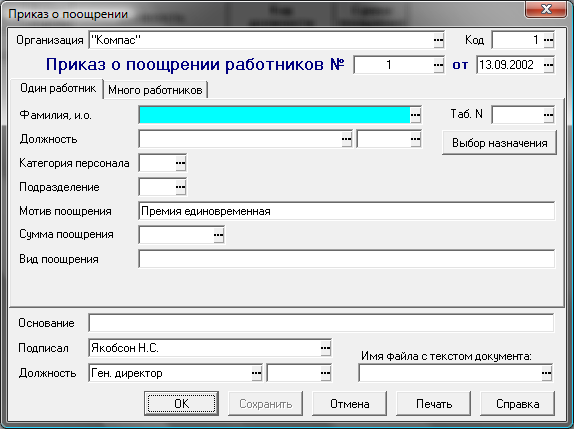 Приказ о поощрении
Организация "Компас" ... Код 1 ...
Приказ о поощрении работников № 1 ... от 13.09.2002 ...
Один работник Много работников
Фамилия, и.о. ... Таб. N ...
Должность ... ... Выбор назначения
Категория персонала ...
Подразделение ...
Мотив поощрения Премия единовременная
Сумма поощрения ...
Вид поощрения
Основание
Подписал Якобсон Н.С. ... Имя файла с текстом документа:
Должность Ген. директор ... ... ...
OK Сохранить Отмена Печать Справка